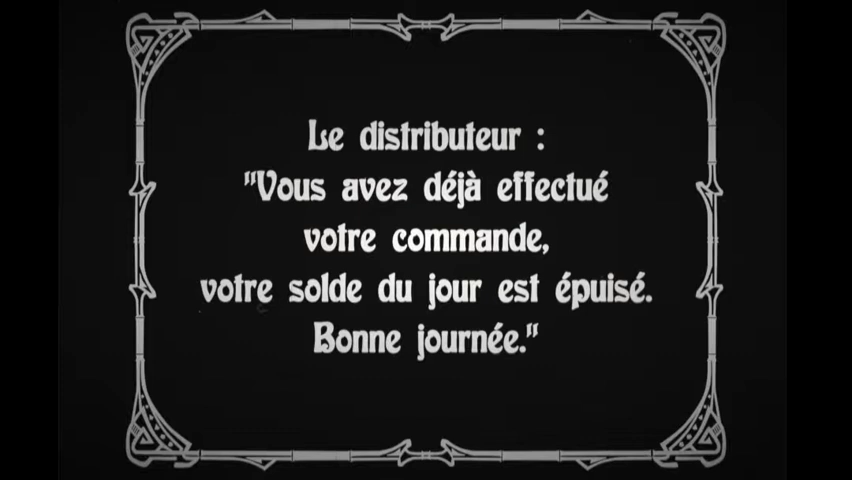 Le distributeur :
"Vous avez déjà effectué
votre commande,
votre solde du jour est épuisé.
Bonne journée."